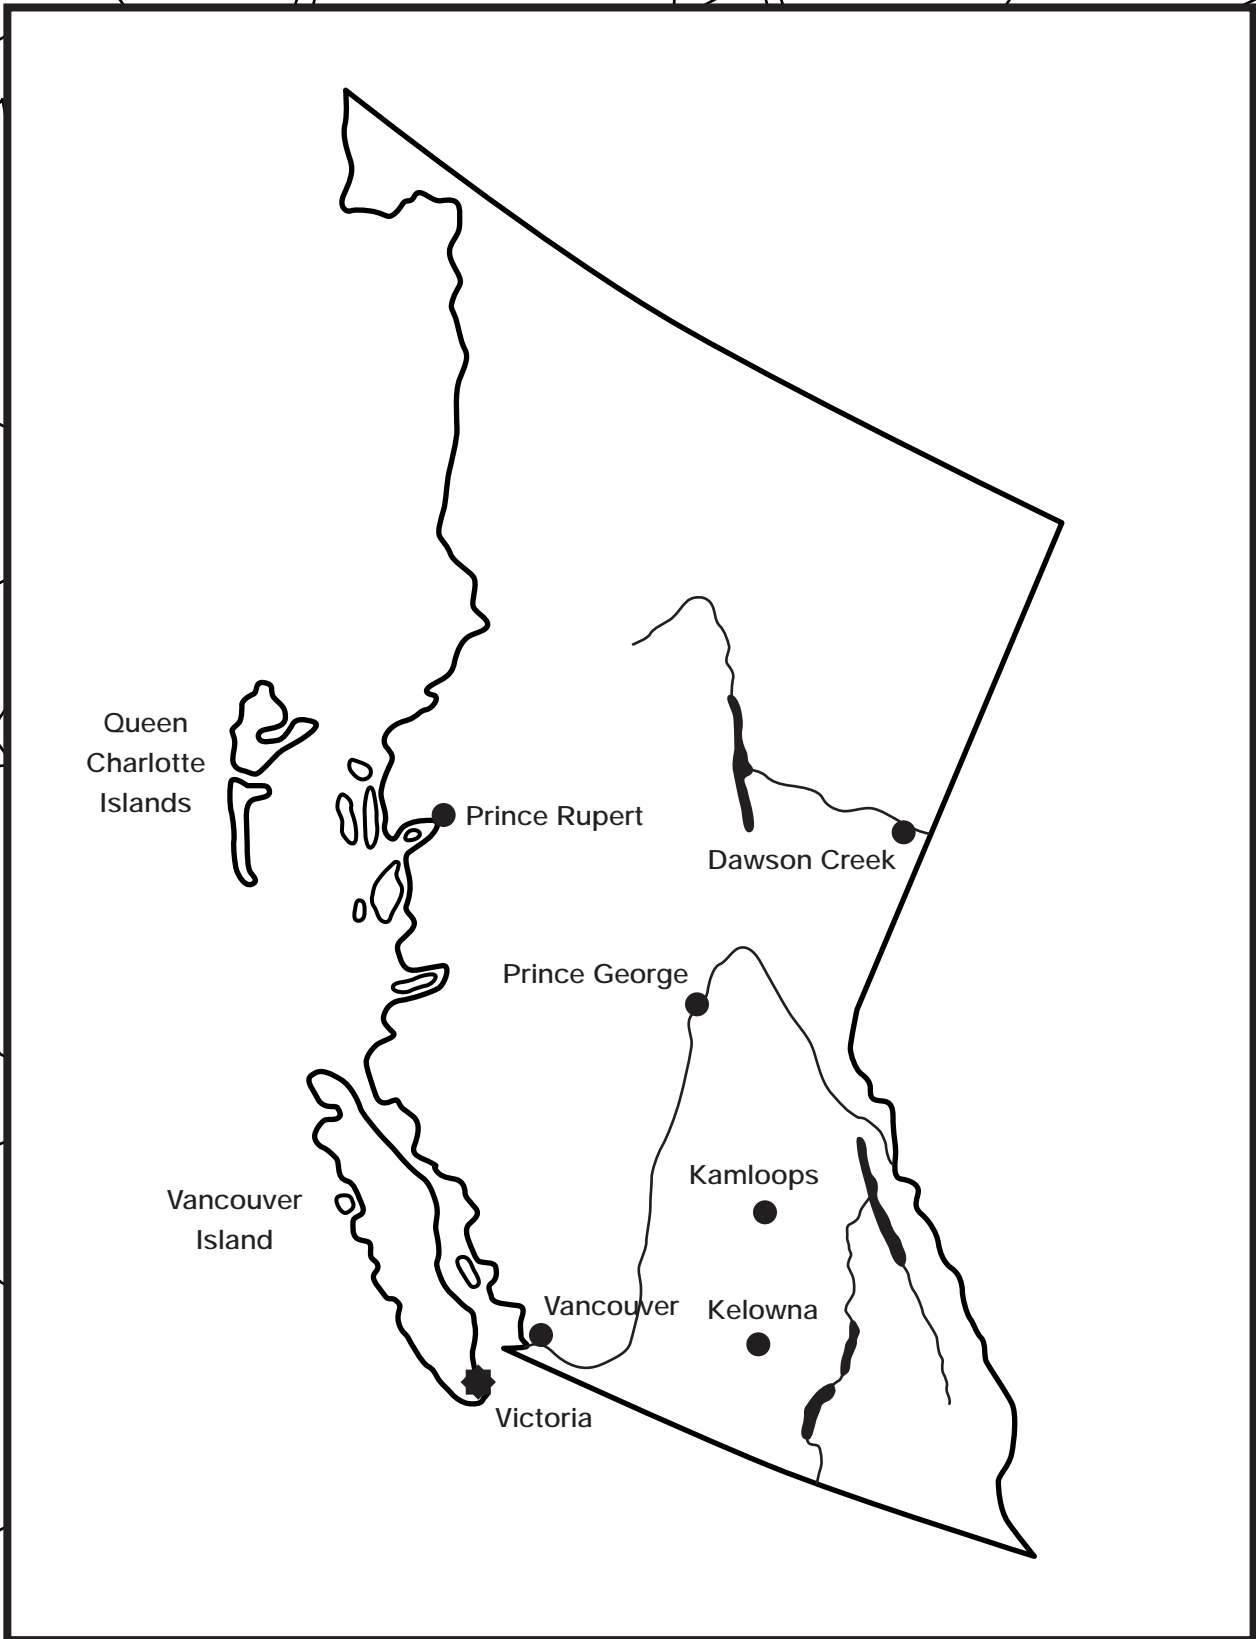 Queen
Charlotte
Islands
Prince Rupert
Dawson Creek
Prince George
Kamloops
Vancouver
Island
Vancouver
Kelowna
Victoria